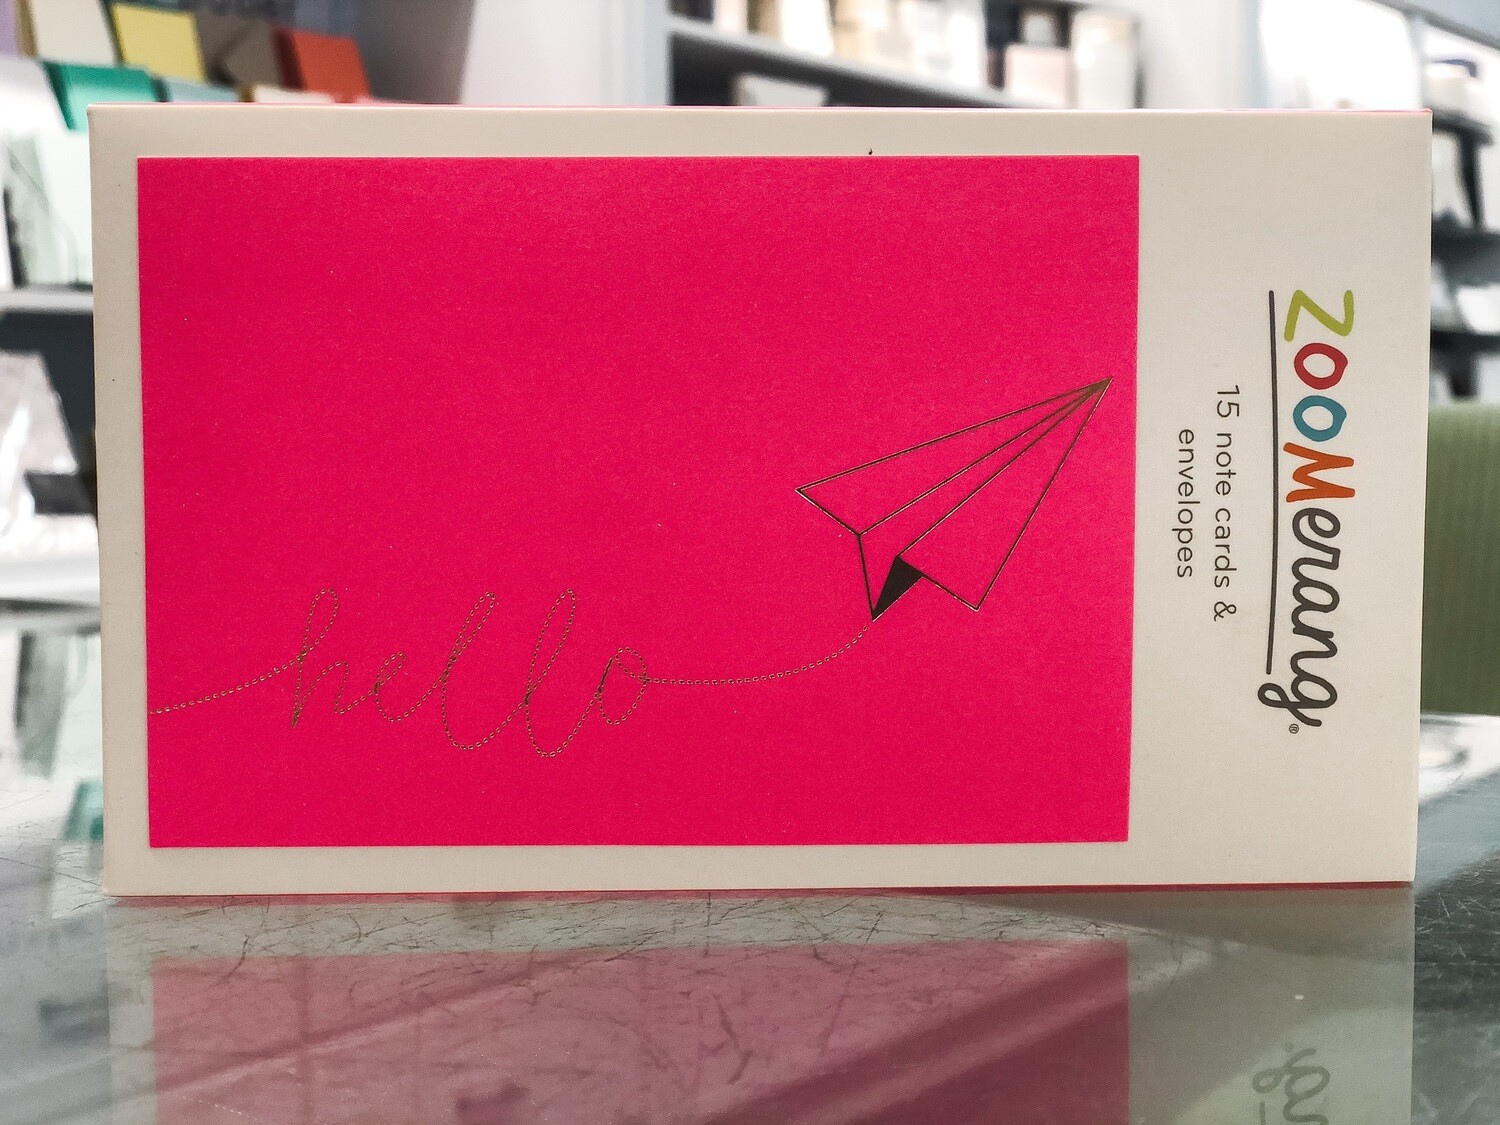 hello
ZOOMerang®
15 note cards &
envelopes